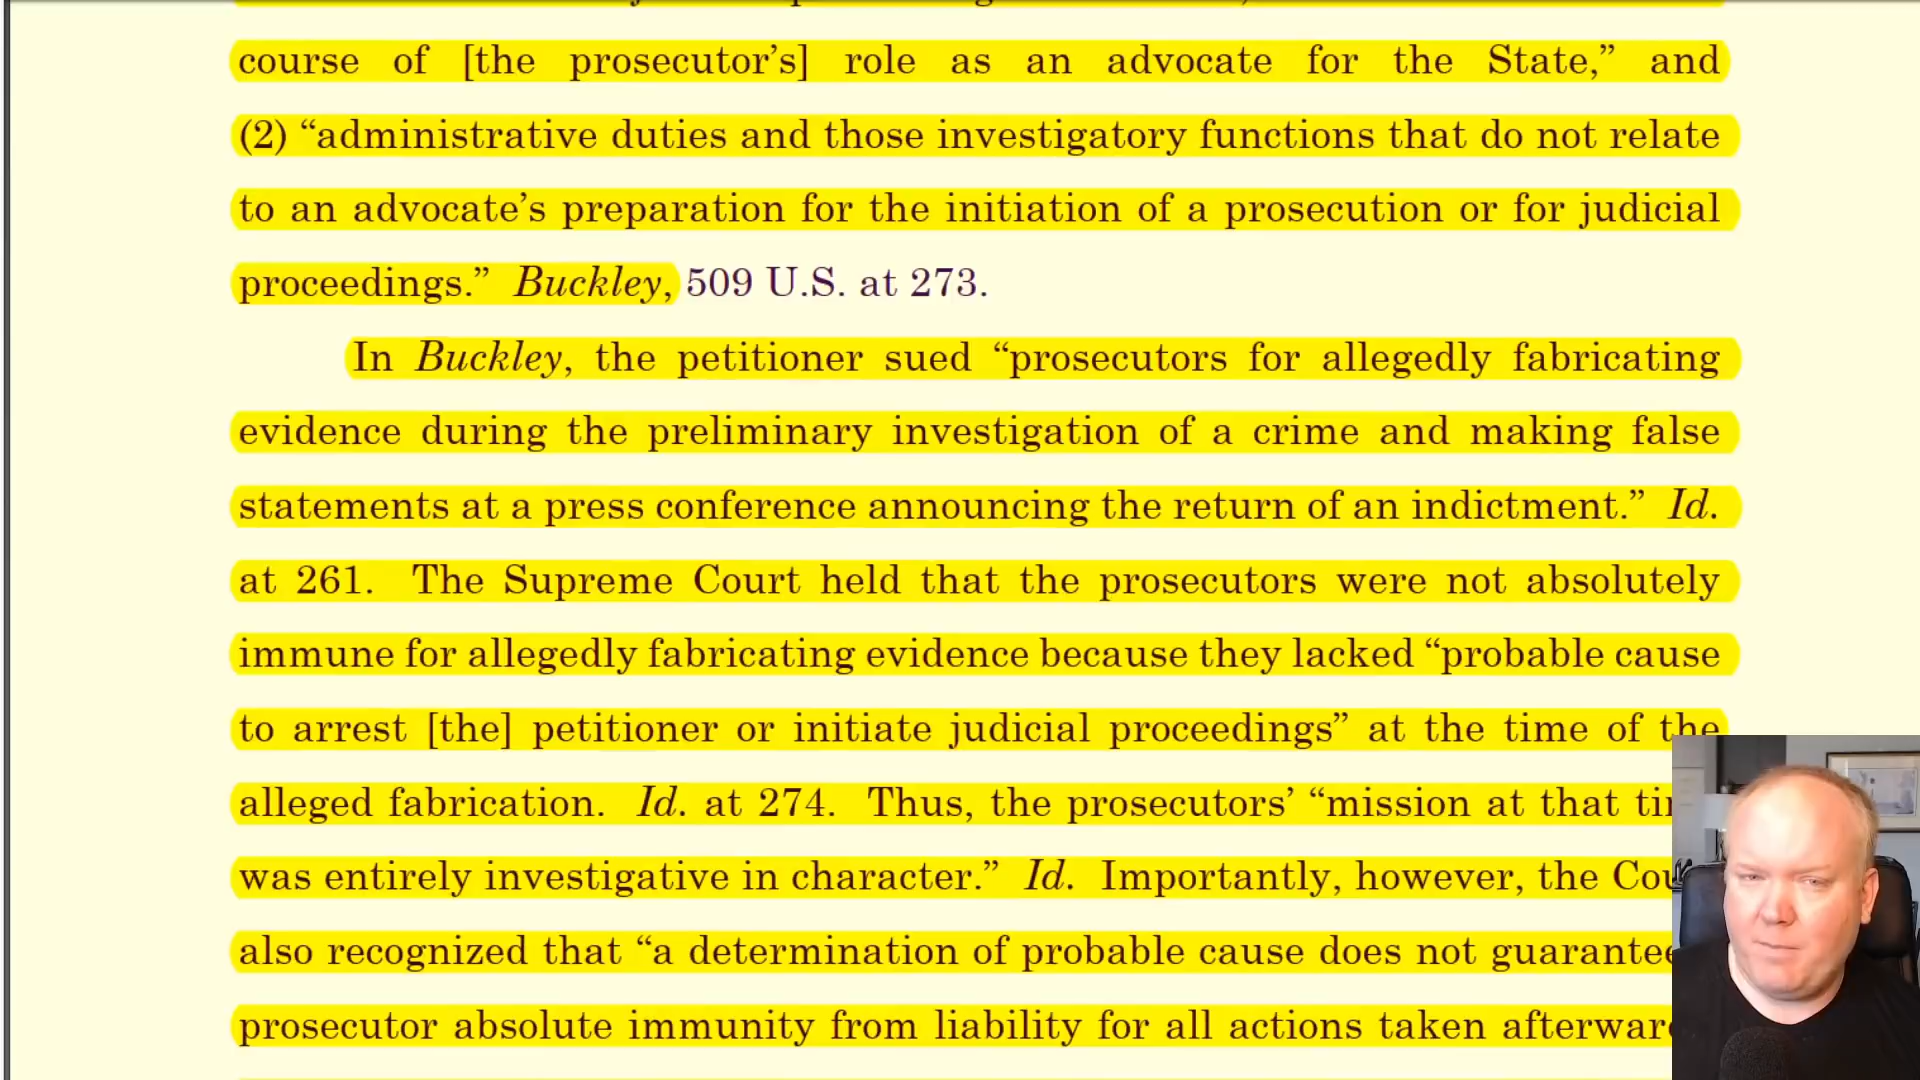 course of [the prosecutor’s] role as an advocate for the State,” and
(2) “administrative duties and those investigatory functions that do not relate
to an advocate’s preparation for the initiation of a prosecution or for judicial
proceedings.” Buckley, 509 U.S. at 273.
In Buckley, the petitioner sued “prosecutors for allegedly fabricating
evidence during the preliminary investigation of a crime and making false
statements at a press conference announcing the return of an indictment.” Id.
at 261. The Supreme Court held that the prosecutors were not absolutely
immune for allegedly fabricating evidence because they lacked “probable cause
to arrest [the] petitioner or initiate judicial proceedings” at the time of the
alleged fabrication. Id. at 274. Thus, the prosecutors’ “mission at that
was entirely investigative in character.” Id. Importantly, however, the
also recognized that “a determination of probable cause does not guarantee
prosecutor absolute immunity from liability for all actions taken